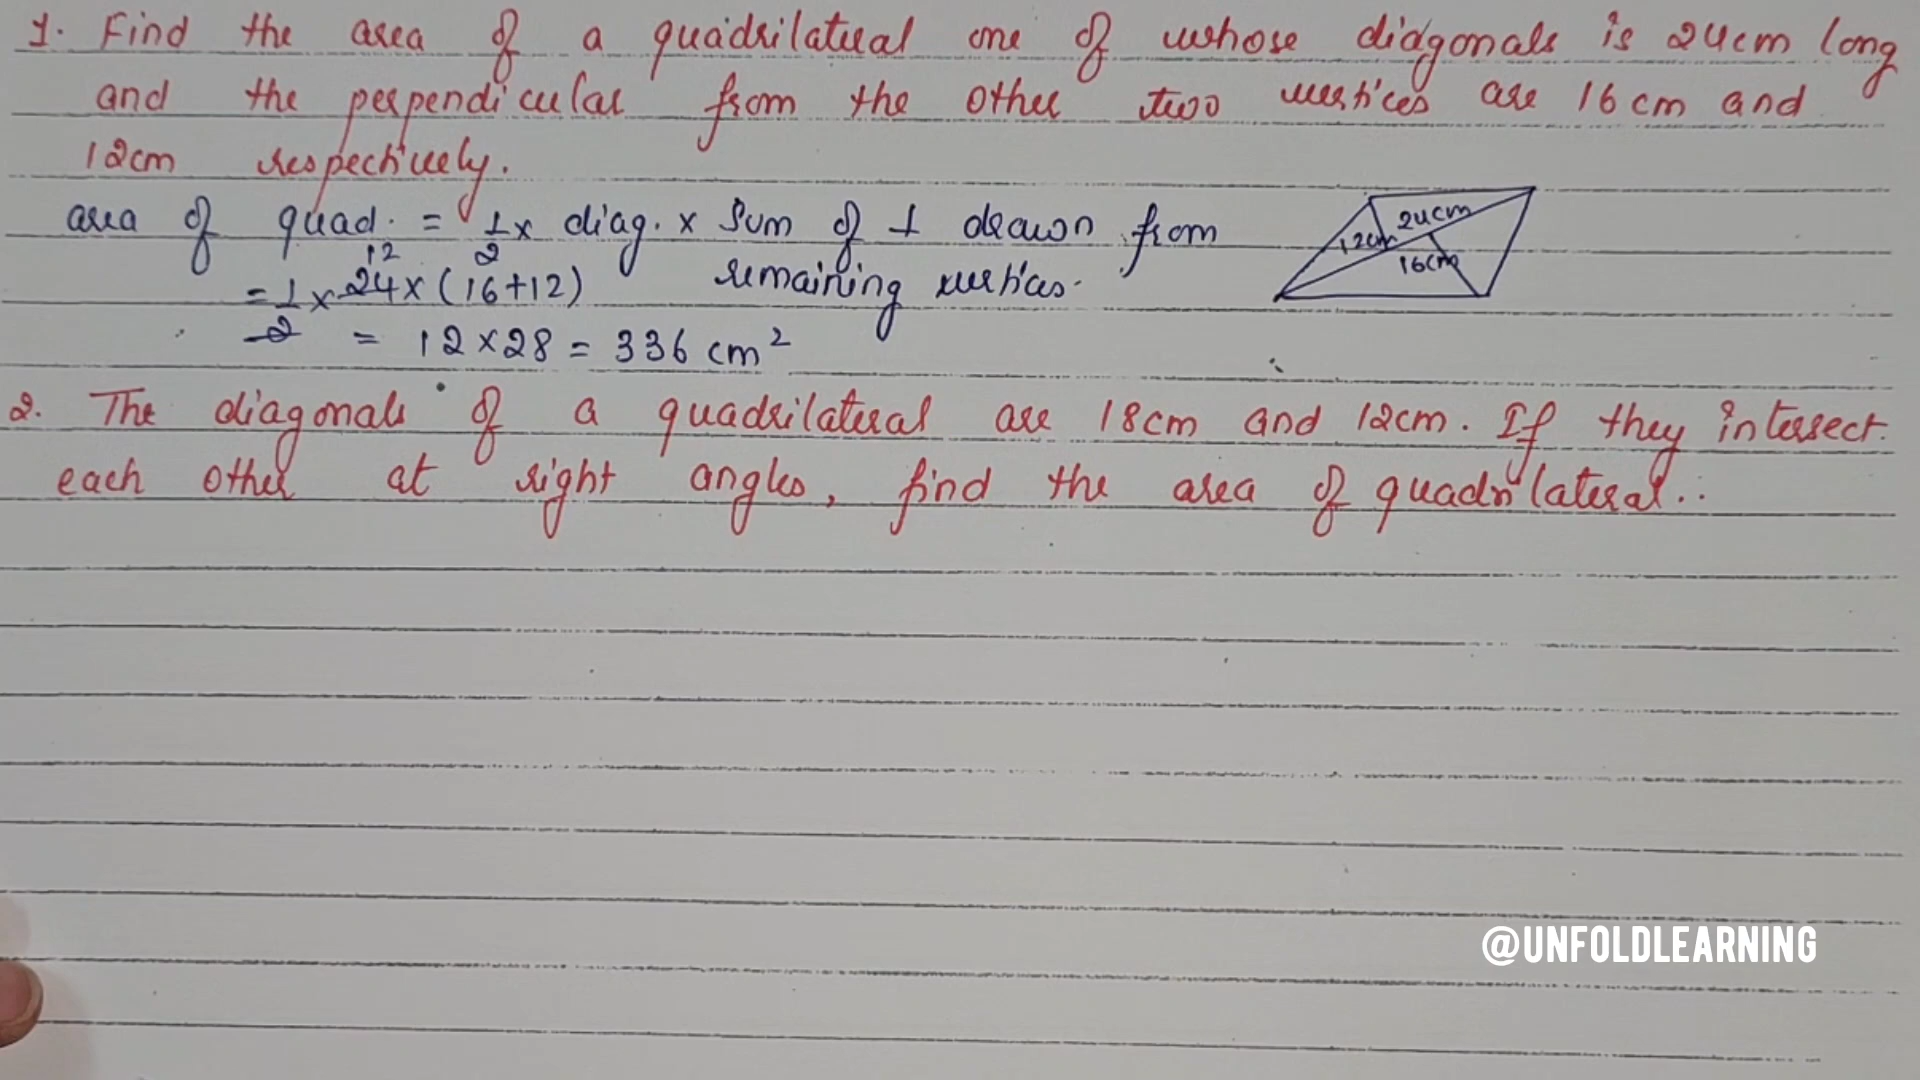 1. Find the area of a quadrilateral one of whose diagonals is 24cm long
and the perpendicular from the other two vertices are 16cm and
12cm respectively.
area of quad. = 1/2 x diag. x Sum of ⊥ drawn from
remaining vertices.
= 1/2 x 24 x (16+12)
12
= 12 x 28 = 336 cm²
24cm
12cm
16cm
2. The diagonals of a quadrilateral are 18cm and 12cm. If they intersect
each other at right angles, find the area of quadrilateral..
@UNFOLDLEARNING